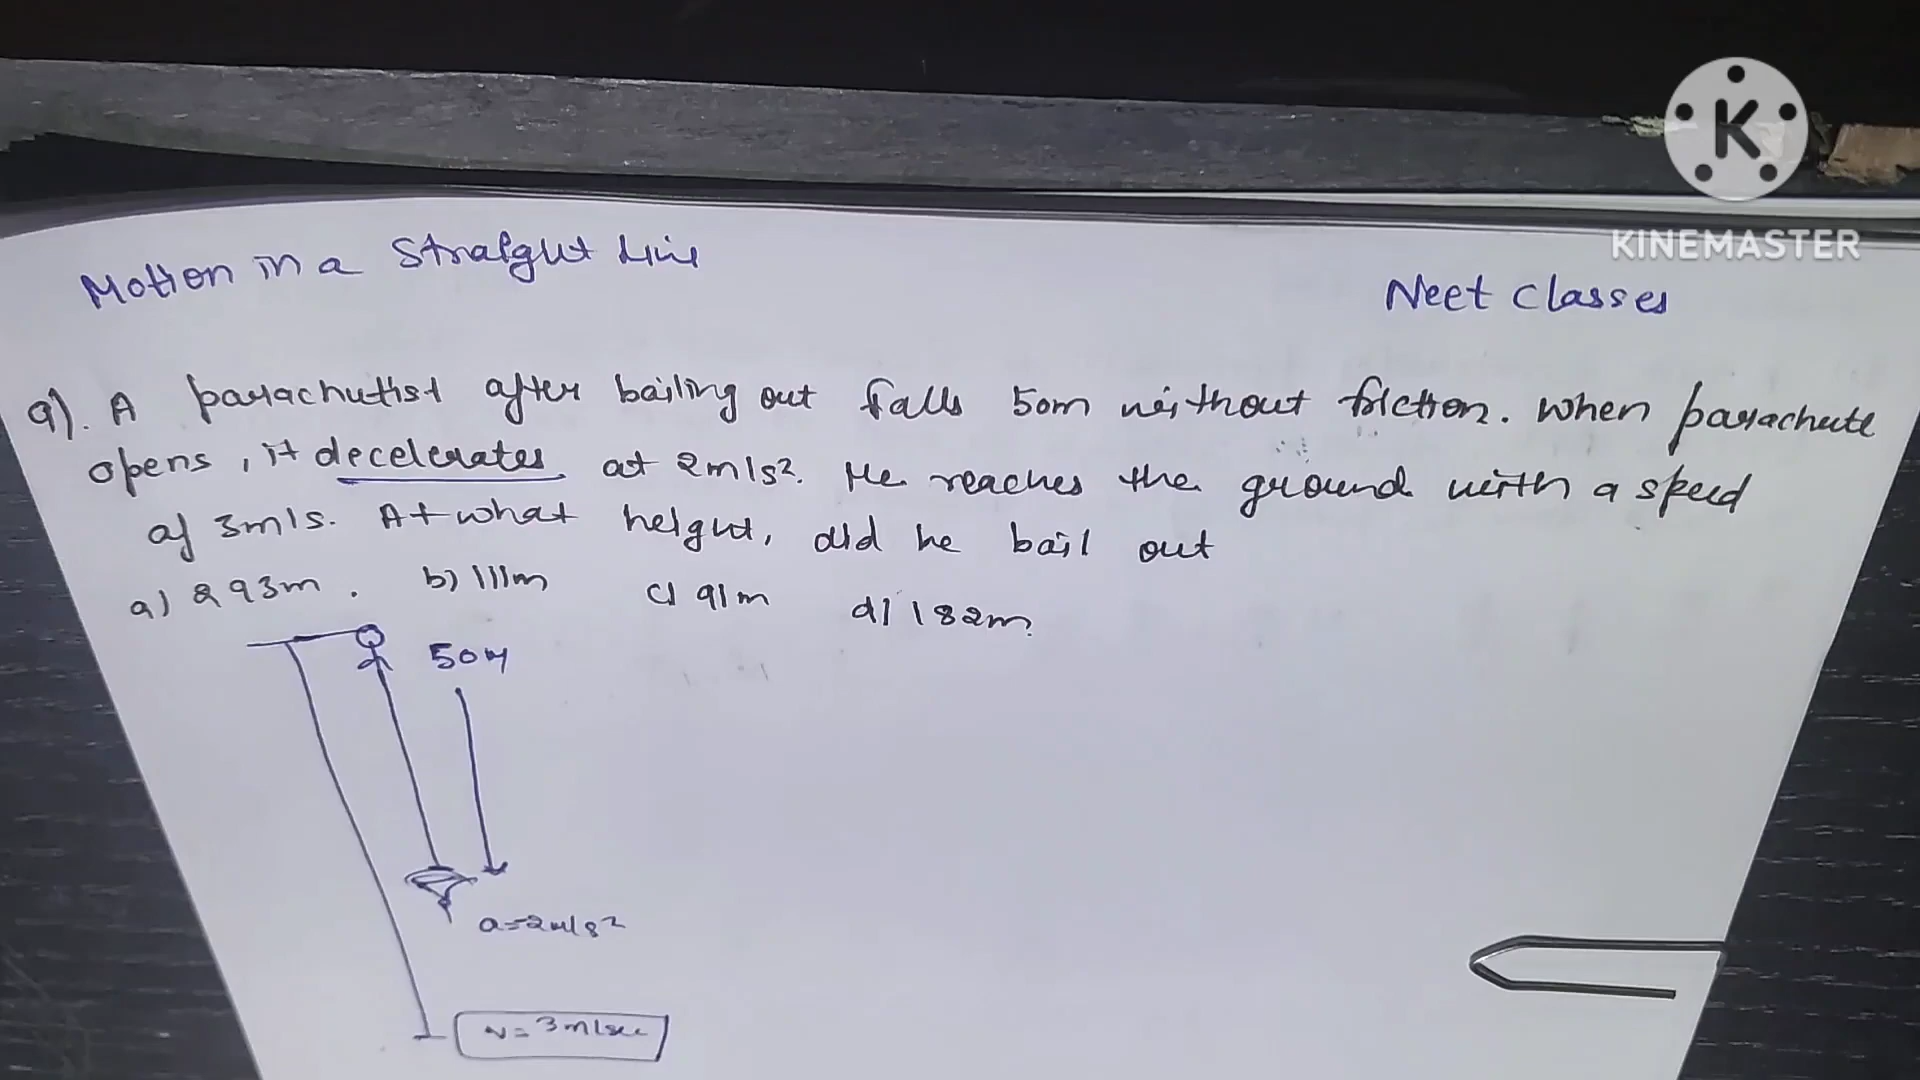 K
KINEMASTER
Motion in a Straight Line
Neet Classes
Q). A parachutist after bailing out falls 50m without friction. When parachute
opens, it decelerates at 2m/s². He reaches the ground with a speed
of 3m/s. At what height, did he bail out
a) 293m. b) 111m c) 91m d) 182m
50m
a=2m/s²
v=3m/sec